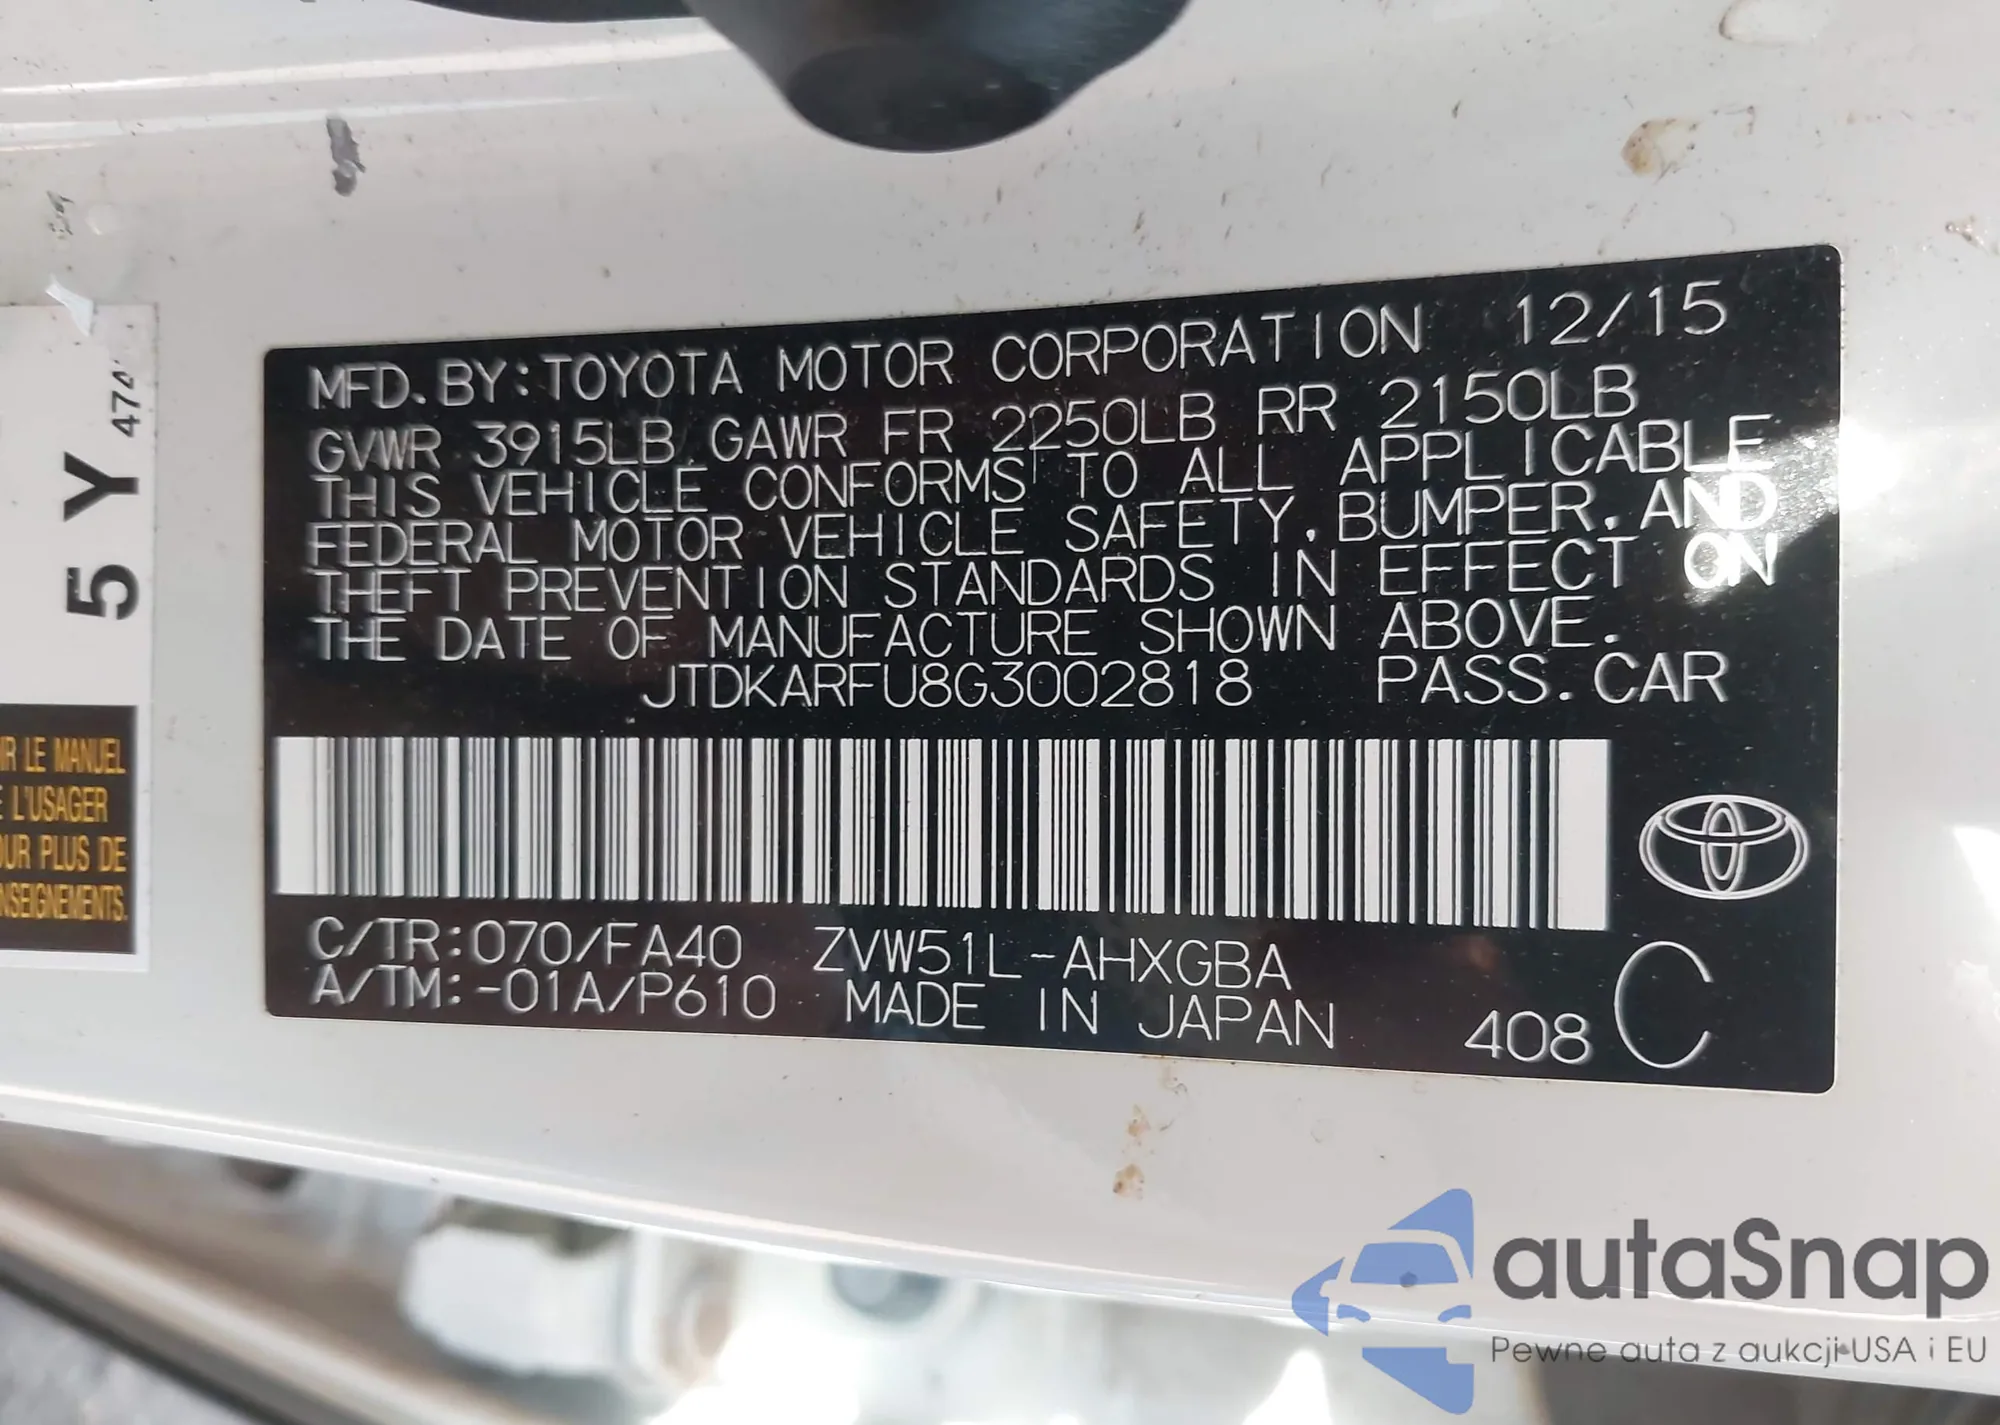 MFD. BY: TOYOTA MOTOR CORPORATION 12/15
GVWR 3915LB GAWR FR 2250LB RR 2150LB
THIS VEHICLE CONFORMS TO ALL APPLICABLE
FEDERAL MOTOR VEHICLE SAFETY, BUMPER, AND
THEFT PREVENTION STANDARDS IN EFFECT ON
THE DATE OF MANUFACTURE SHOWN ABOVE.
JTDKARFU8G3002818 PASS. CAR
C/TR: 070/FA40 ZVW51L-AHXGBA
A/TM: -01A/P610 MADE IN JAPAN 408 C
5Y
LE MANUEL
L'USAGER
PLUS DE
autaSnap
Pewne auta z aukcji USA i EU